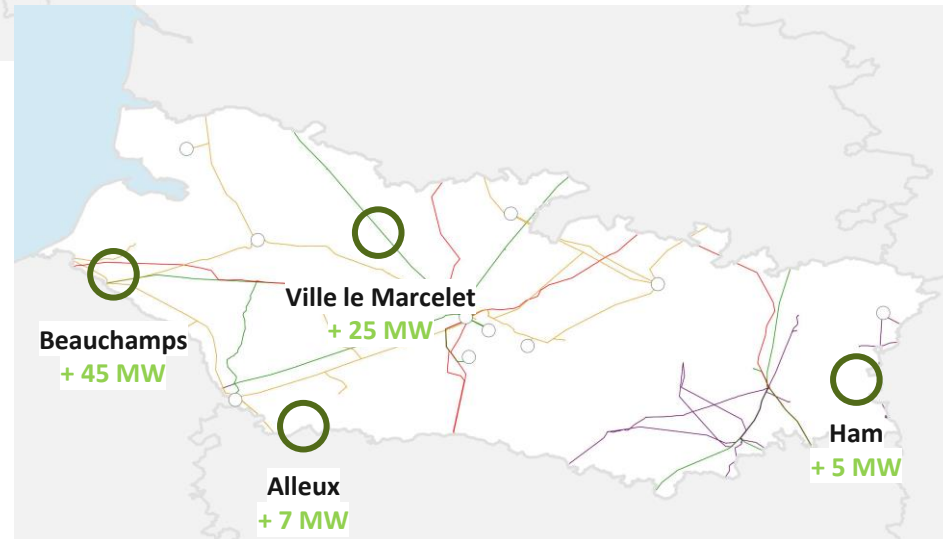 Ville le Marcelet
+ 25 MW
Beauchamps
+ 45 MW
Alleux
+ 7 MW
Ham
+ 5 MW